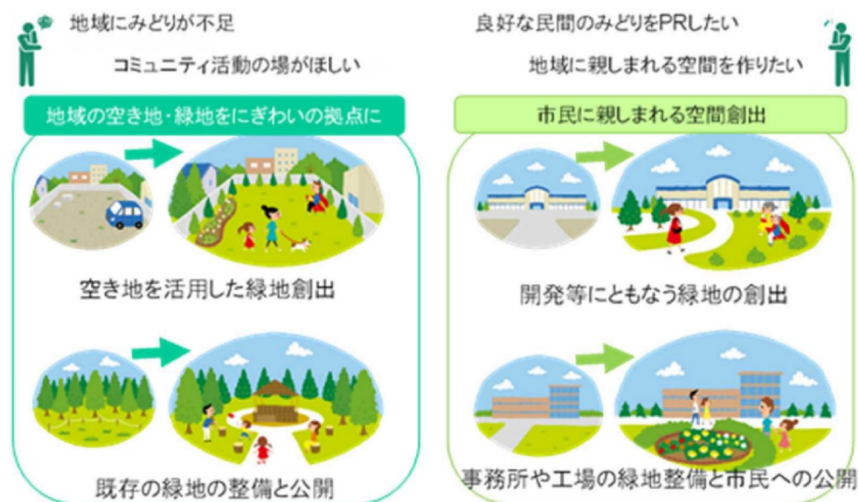 地域にみどりが不足
コミュニティ活動の場がほしい
地域の空き地・緑地をにぎわいの拠点に
空き地を活用した緑地創出
既存の緑地の整備と公開
良好な民間のみどりをPRしたい
地域に親しまれる空間を作りたい
市民に親しまれる空間創出
開発等にともなう緑地の創出
事務所や工場の緑地整備と市民への公開